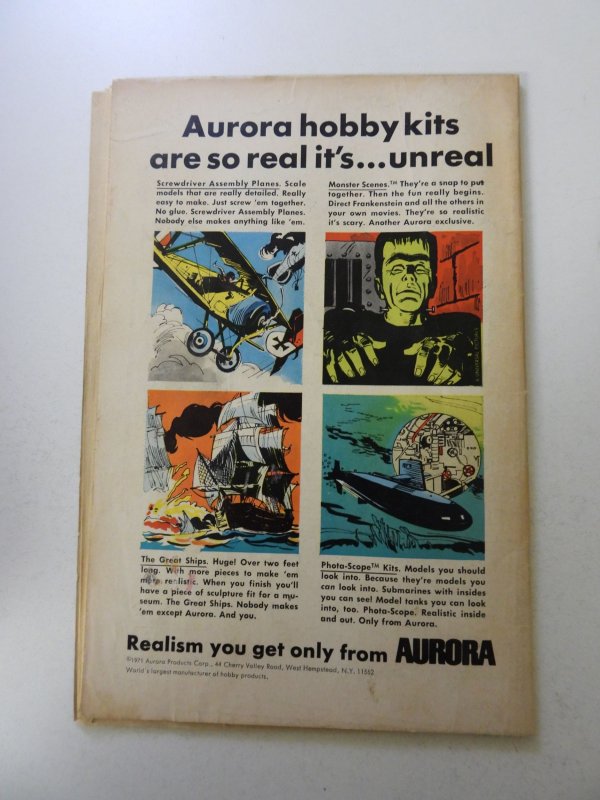 Aurora hobby kits
are so real it's...unreal
Screwdriver Assembly Planes. Scale
models that are really detailed. Really
easy to make. Just screw 'em together.
No glue. Screwdriver Assembly Planes.
Nobody else makes anything like 'em.
Monster Scenes.™ They're a snap to put
together. Then the fun really begins.
Direct Frankenstein and all the others in
your own movies. They're so realistic
it's scary. Another Aurora exclusive.
The Great Ships. Huge! Over two feet
long. With more pieces to make 'em
more realistic. When you finish you'll
have a piece of sculpture fit for a mu-
seum. The Great Ships. Nobody makes
'em except Aurora. And you.
Phota-Scope™ Kits. Models you should
look into. Because they're models you
can look into. Submarines with insides
you can see! Model tanks you can look
into, too. Phota-Scope. Realistic inside
and out. Only from Aurora.
Realism you get only from AURORA
©1971 Aurora Products Corp., 44 Cherry Valley Road, West Hempstead, N.Y. 11552
World's largest manufacturer of hobby products.